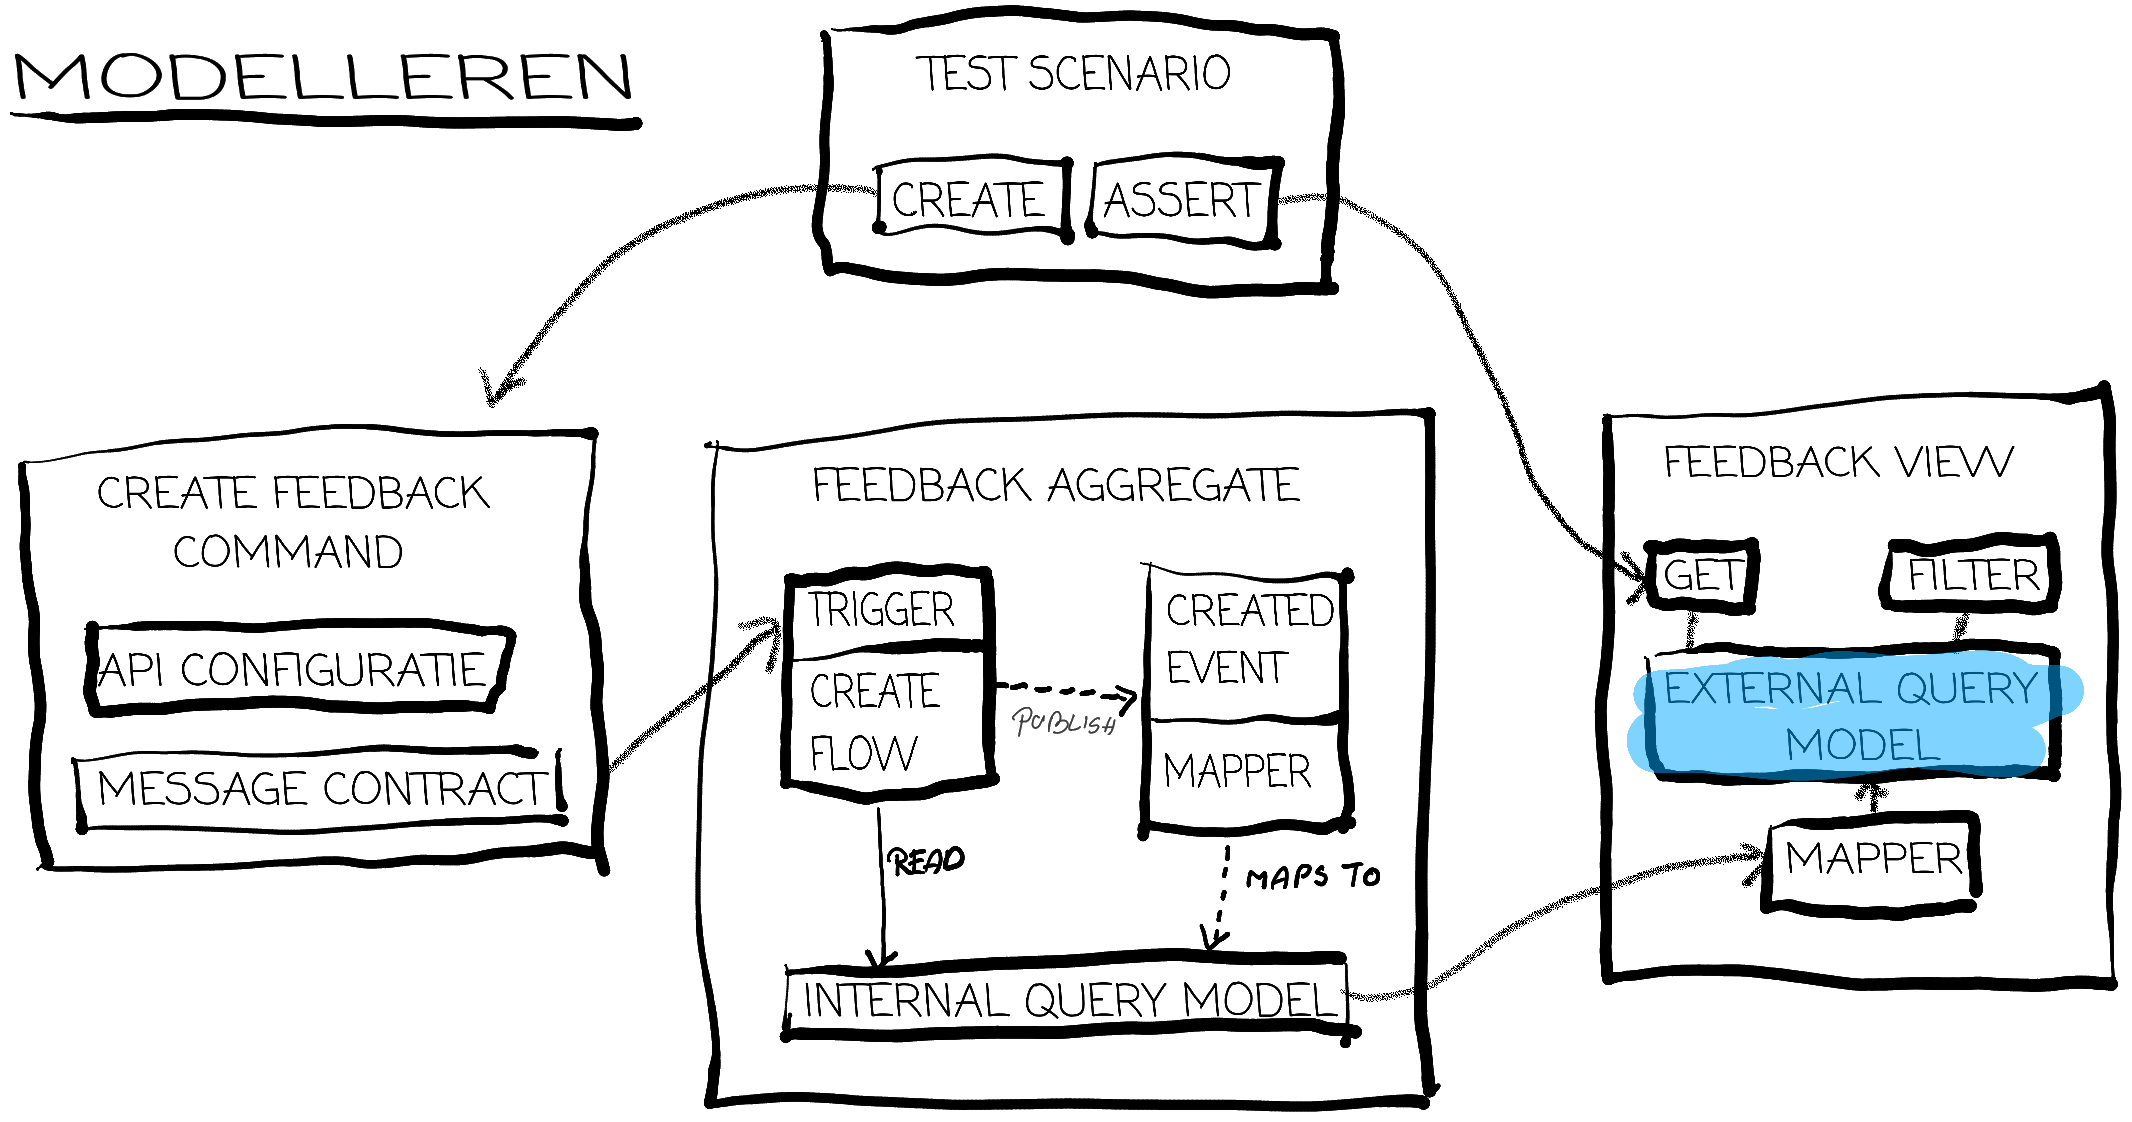 MODELLEREN
TEST SCENARIO
CREATE
ASSERT
CREATE FEEDBACK
COMMAND
API CONFIGURATIE
MESSAGE CONTRACT
FEEDBACK AGGREGATE
TRIGGER
CREATE
FLOW
PUBLISH
CREATED
EVENT
MAPPER
READ
MAPS TO
INTERNAL QUERY MODEL
FEEDBACK VIEW
GET
FILTER
EXTERNAL QUERY
MODEL
MAPPER